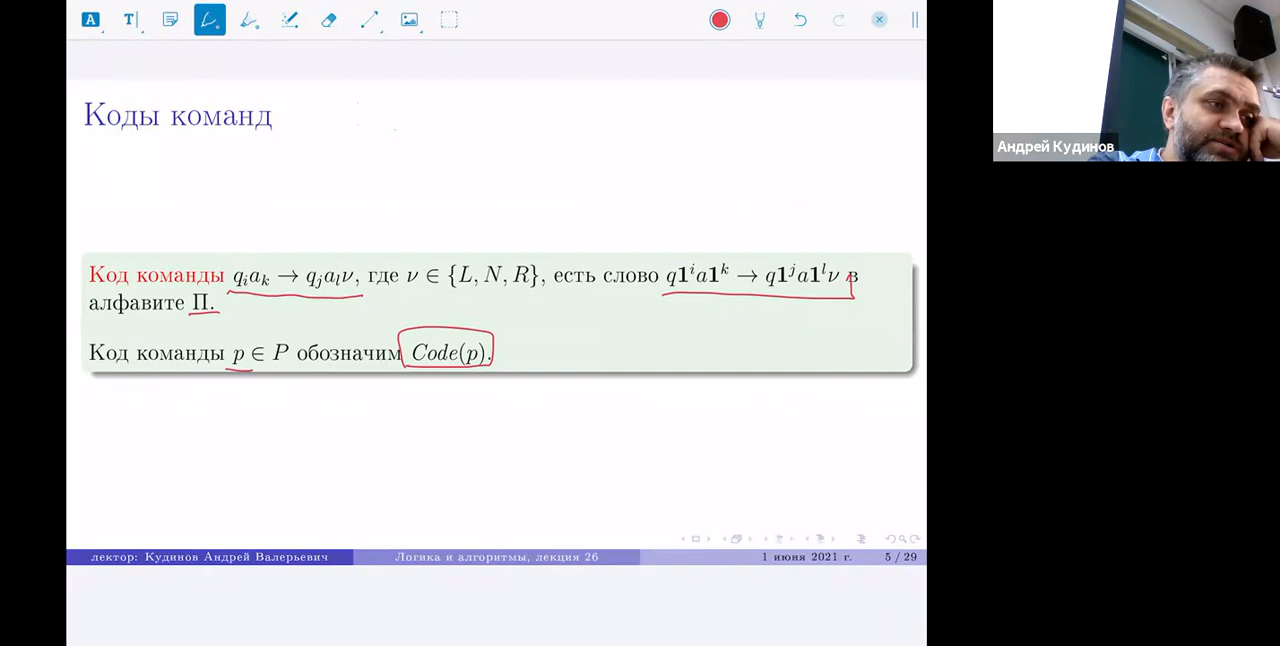 A T
Коды команд
Код команды qᵢaₖ → qⱼaₗν, где ν ∈ {L, N, R}, есть слово q1ⁱa1ᵏ → q1ʲa1ˡν в
алфавите П.
Код команды p ∈ P обозначим Code(p).
лектор: Кудинов Андрей Валерьевич Логика и алгоритмы, лекция 26 1 июня 2021 г. 5 / 29
Андрей Кудинов